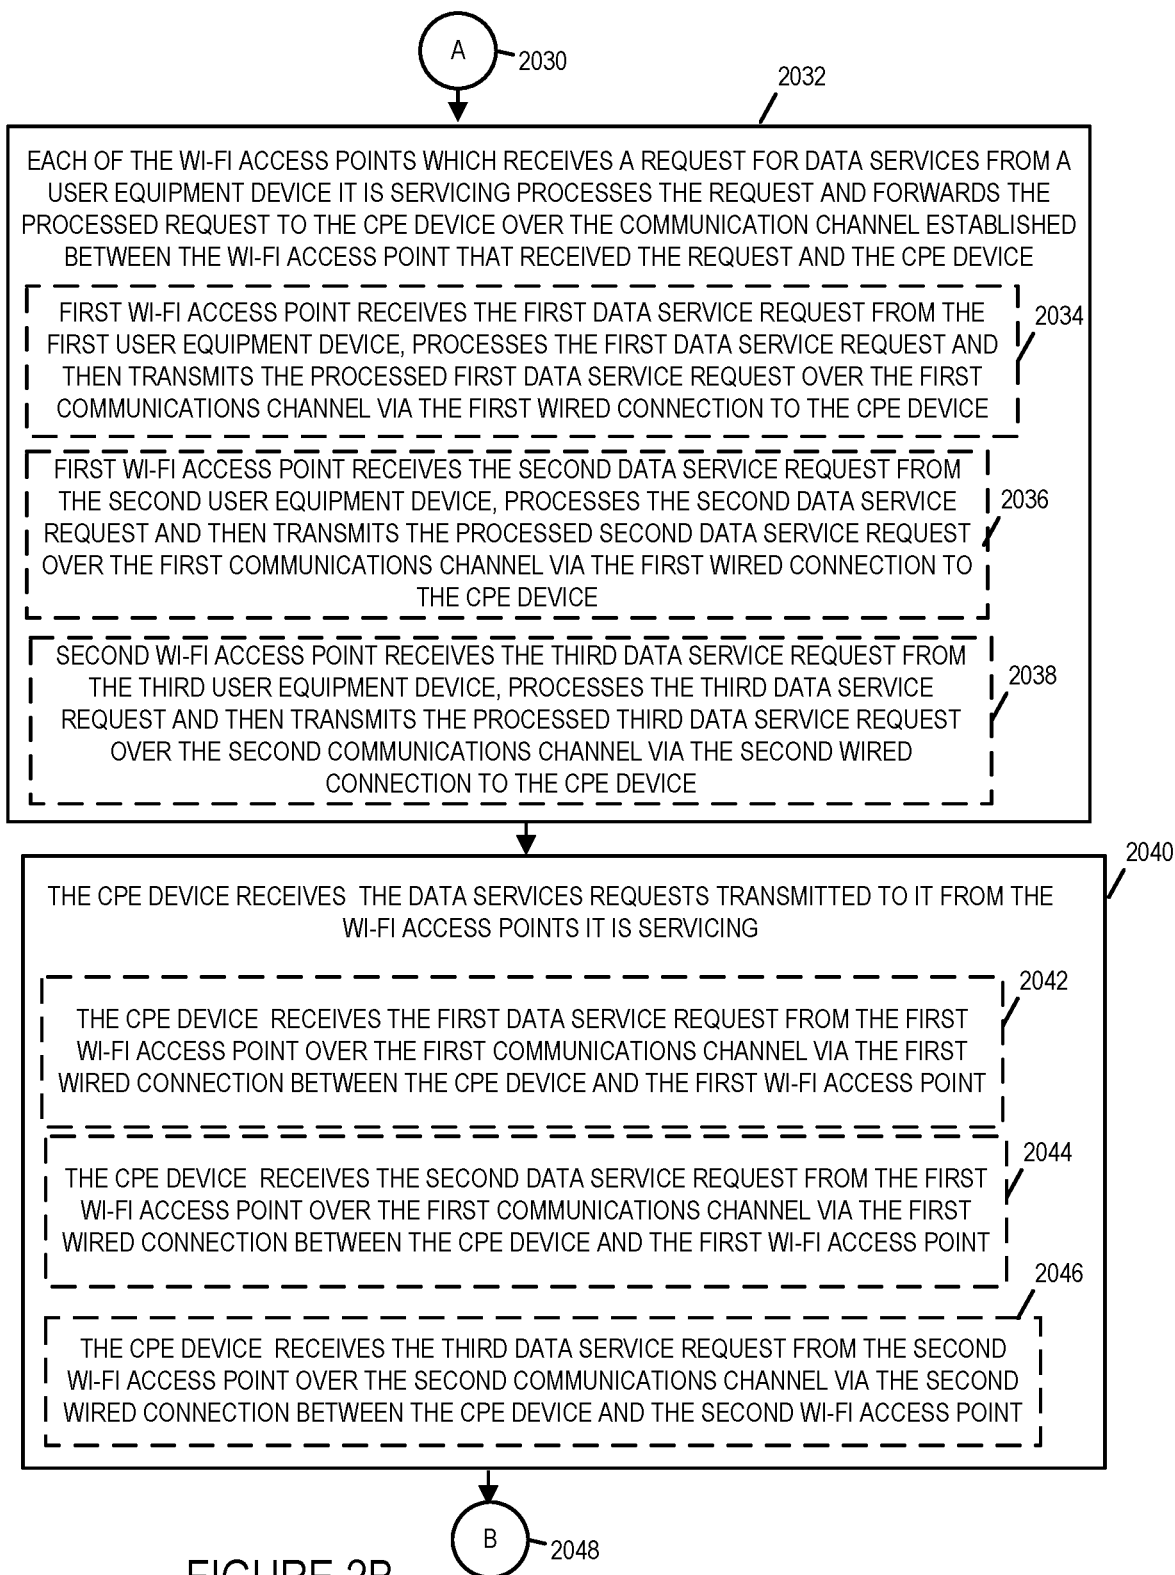 A
2030
2032
EACH OF THE WI-FI ACCESS POINTS WHICH RECEIVES A REQUEST FOR DATA SERVICES FROM A
USER EQUIPMENT DEVICE IT IS SERVICING PROCESSES THE REQUEST AND FORWARDS THE
PROCESSED REQUEST TO THE CPE DEVICE OVER THE COMMUNICATION CHANNEL ESTABLISHED
BETWEEN THE WI-FI ACCESS POINT THAT RECEIVED THE REQUEST AND THE CPE DEVICE
FIRST WI-FI ACCESS POINT RECEIVES THE FIRST DATA SERVICE REQUEST FROM THE
FIRST USER EQUIPMENT DEVICE, PROCESSES THE FIRST DATA SERVICE REQUEST AND
THEN TRANSMITS THE PROCESSED FIRST DATA SERVICE REQUEST OVER THE FIRST
COMMUNICATIONS CHANNEL VIA THE FIRST WIRED CONNECTION TO THE CPE DEVICE
2034
FIRST WI-FI ACCESS POINT RECEIVES THE SECOND DATA SERVICE REQUEST FROM
THE SECOND USER EQUIPMENT DEVICE, PROCESSES THE SECOND DATA SERVICE
REQUEST AND THEN TRANSMITS THE PROCESSED SECOND DATA SERVICE REQUEST
OVER THE FIRST COMMUNICATIONS CHANNEL VIA THE FIRST WIRED CONNECTION TO
THE CPE DEVICE
2036
SECOND WI-FI ACCESS POINT RECEIVES THE THIRD DATA SERVICE REQUEST FROM
THE THIRD USER EQUIPMENT DEVICE, PROCESSES THE THIRD DATA SERVICE
REQUEST AND THEN TRANSMITS THE PROCESSED THIRD DATA SERVICE REQUEST
OVER THE SECOND COMMUNICATIONS CHANNEL VIA THE SECOND WIRED
CONNECTION TO THE CPE DEVICE
2038
2040
THE CPE DEVICE RECEIVES THE DATA SERVICES REQUESTS TRANSMITTED TO IT FROM THE
WI-FI ACCESS POINTS IT IS SERVICING
2042
THE CPE DEVICE RECEIVES THE FIRST DATA SERVICE REQUEST FROM THE FIRST
WI-FI ACCESS POINT OVER THE FIRST COMMUNICATIONS CHANNEL VIA THE FIRST
WIRED CONNECTION BETWEEN THE CPE DEVICE AND THE FIRST WI-FI ACCESS POINT
2044
THE CPE DEVICE RECEIVES THE SECOND DATA SERVICE REQUEST FROM THE FIRST
WI-FI ACCESS POINT OVER THE FIRST COMMUNICATIONS CHANNEL VIA THE FIRST
WIRED CONNECTION BETWEEN THE CPE DEVICE AND THE FIRST WI-FI ACCESS POINT
2046
THE CPE DEVICE RECEIVES THE THIRD DATA SERVICE REQUEST FROM THE SECOND
WI-FI ACCESS POINT OVER THE SECOND COMMUNICATIONS CHANNEL VIA THE SECOND
WIRED CONNECTION BETWEEN THE CPE DEVICE AND THE SECOND WI-FI ACCESS POINT
B
2048
FIGURE 2B